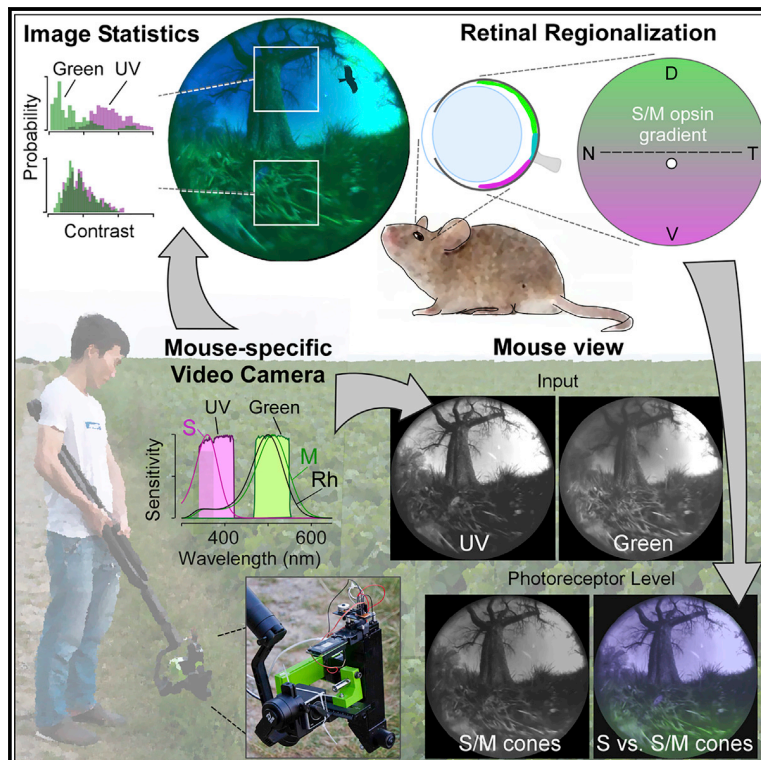 Image Statistics
Green
UV
Probability
Contrast
Retinal Regionalization
D
S/M opsin
gradient
N
T
V
Mouse-specific
Video Camera
S
UV
Green
M
Rh
Sensitivity
400
600
Wavelength (nm)
Mouse view
Input
UV
Green
Photoreceptor Level
S/M cones
S vs. S/M cones